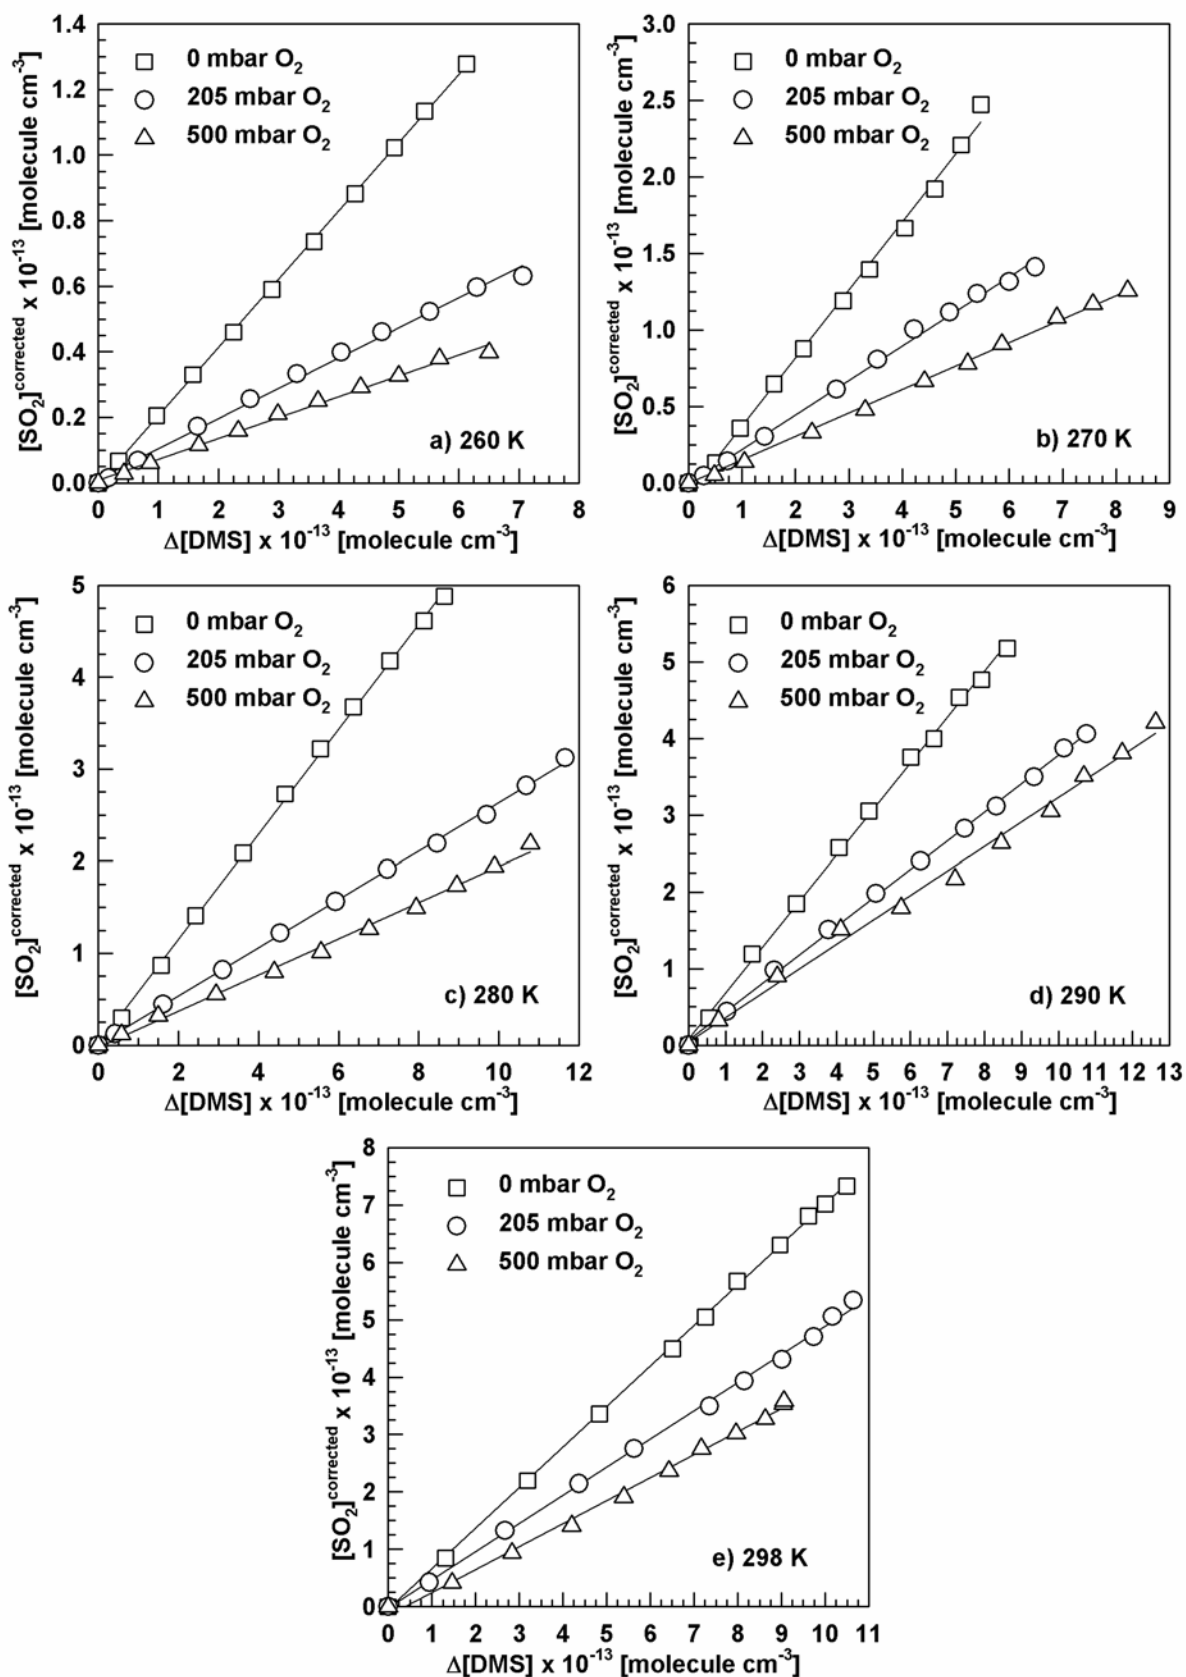 [SO2]corrected x 10-13 [molecule cm-3]
1.4
1.2
1.0
0.8
0.6
0.4
0.2
0.0
0 mbar O2
205 mbar O2
500 mbar O2
a) 260 K
0 1 2 3 4 5 6 7 8
Δ[DMS] x 10-13 [molecule cm-3]
[SO2]corrected x 10-13 [molecule cm-3]
3.0
2.5
2.0
1.5
1.0
0.5
0.0
0 mbar O2
205 mbar O2
500 mbar O2
b) 270 K
0 1 2 3 4 5 6 7 8 9
Δ[DMS] x 10-13 [molecule cm-3]
[SO2]corrected x 10-13 [molecule cm-3]
5
4
3
2
1
0
0 mbar O2
205 mbar O2
500 mbar O2
c) 280 K
0 2 4 6 8 10 12
Δ[DMS] x 10-13 [molecule cm-3]
[SO2]corrected x 10-13 [molecule cm-3]
6
5
4
3
2
1
0
0 mbar O2
205 mbar O2
500 mbar O2
d) 290 K
0 1 2 3 4 5 6 7 8 9 10 11 12 13
Δ[DMS] x 10-13 [molecule cm-3]
[SO2]corrected x 10-13 [molecule cm-3]
8
7
6
5
4
3
2
1
0
0 mbar O2
205 mbar O2
500 mbar O2
e) 298 K
0 1 2 3 4 5 6 7 8 9 10 11
Δ[DMS] x 10-13 [molecule cm-3]